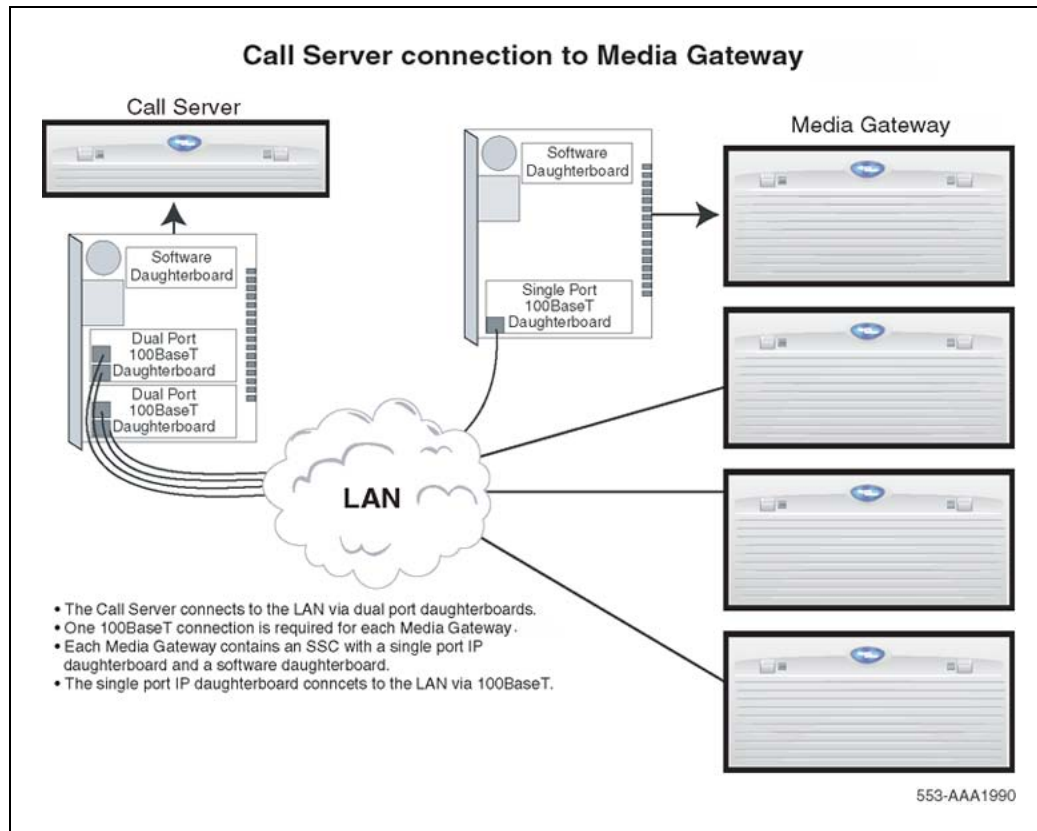 Call Server connection to Media Gateway
Call Server
Software
Daughterboard
Dual Port
100BaseT
Daughterboard
Dual Port
100BaseT
Daughterboard
Software
Daughterboard
Single Port
100BaseT
Daughterboard
Media Gateway
LAN
• The Call Server connects to the LAN via dual port daughterboards.
• One 100BaseT connection is required for each Media Gateway.
• Each Media Gateway contains an SSC with a single port IP
daughterboard and a software daughterboard.
• The single port IP daughterboard conncets to the LAN via 100BaseT.
553-AAA1990